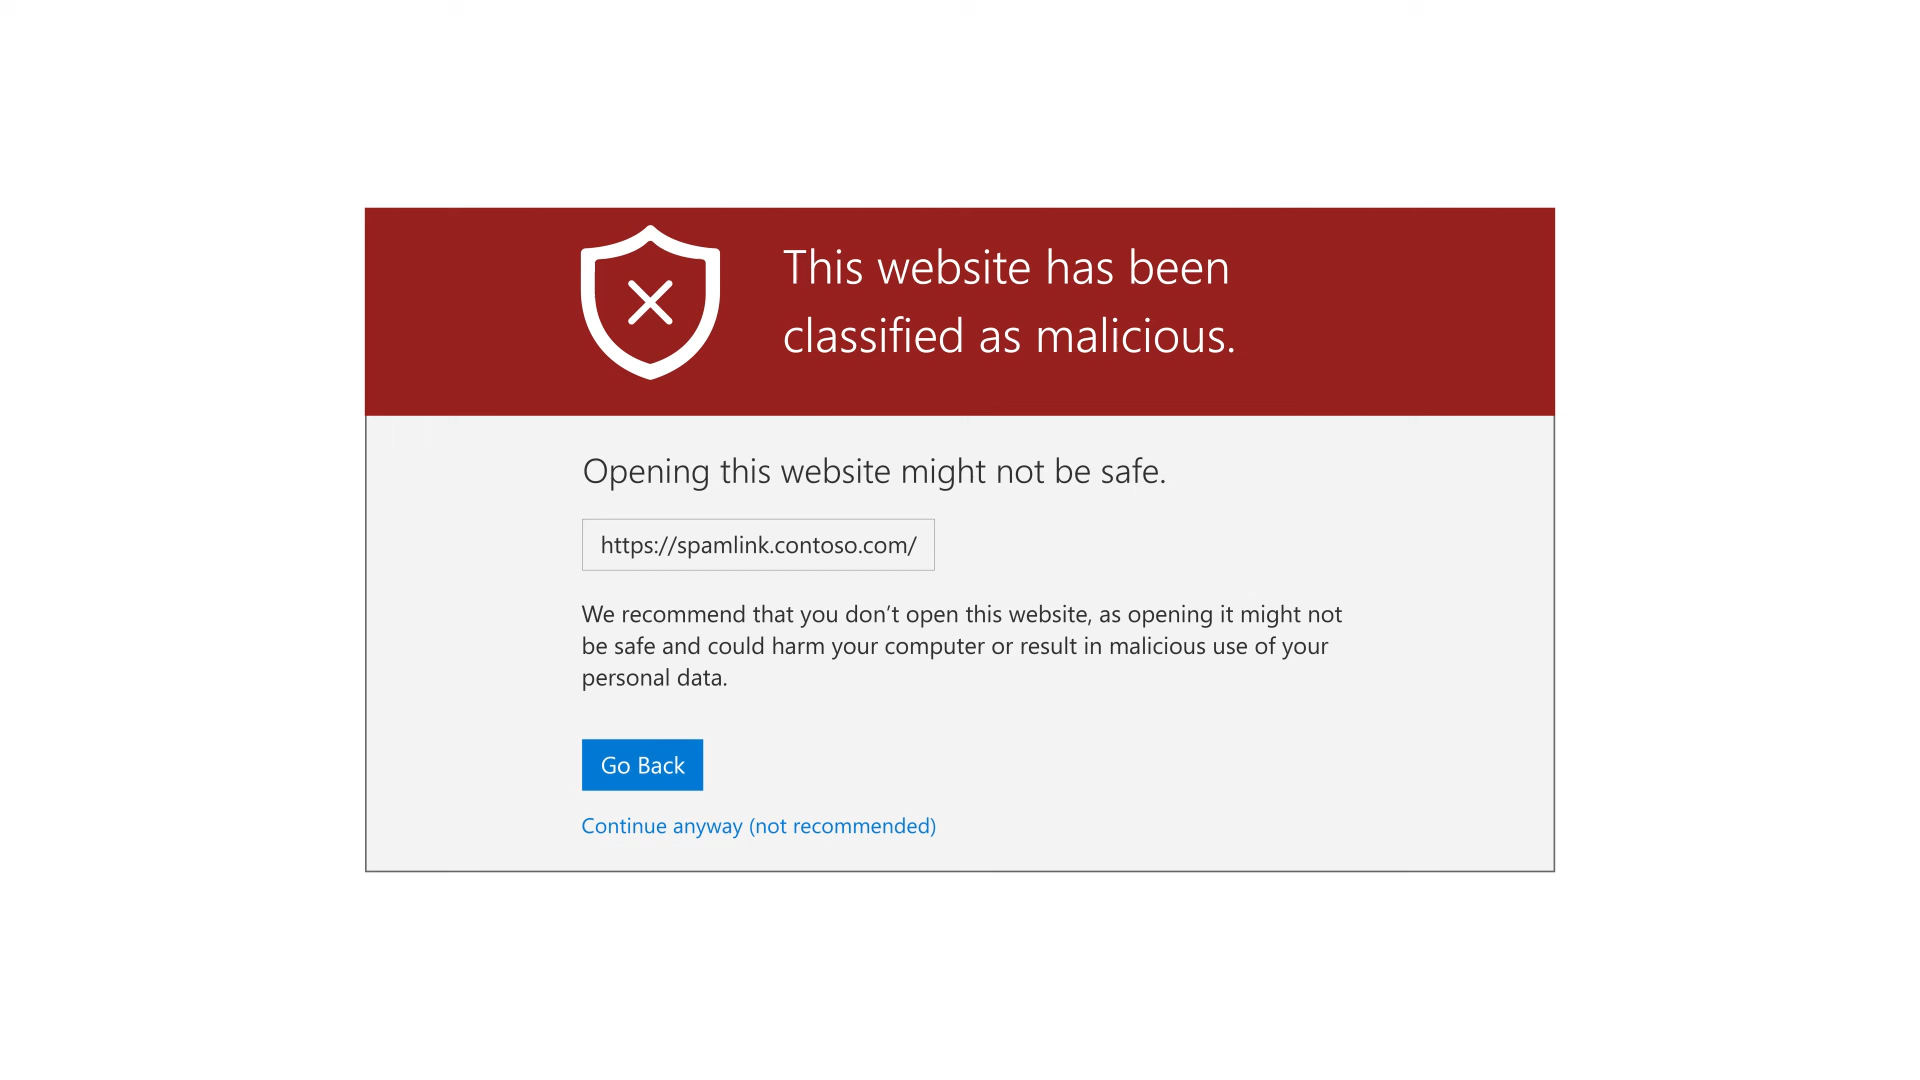 This website has been
classified as malicious.
Opening this website might not be safe.
https://spamlink.contoso.com/
We recommend that you don’t open this website, as opening it might not
be safe and could harm your computer or result in malicious use of your
personal data.
Go Back
Continue anyway (not recommended)